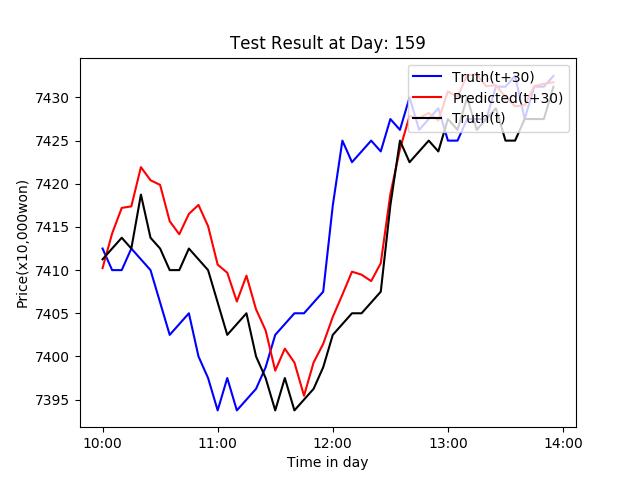 Test Result at Day: 159
Truth(t+30)
Predicted(t+30)
Truth(t)
Price(x10,000won)
7430
7425
7420
7415
7410
7405
7400
7395
10:00 11:00 12:00 13:00 14:00
Time in day